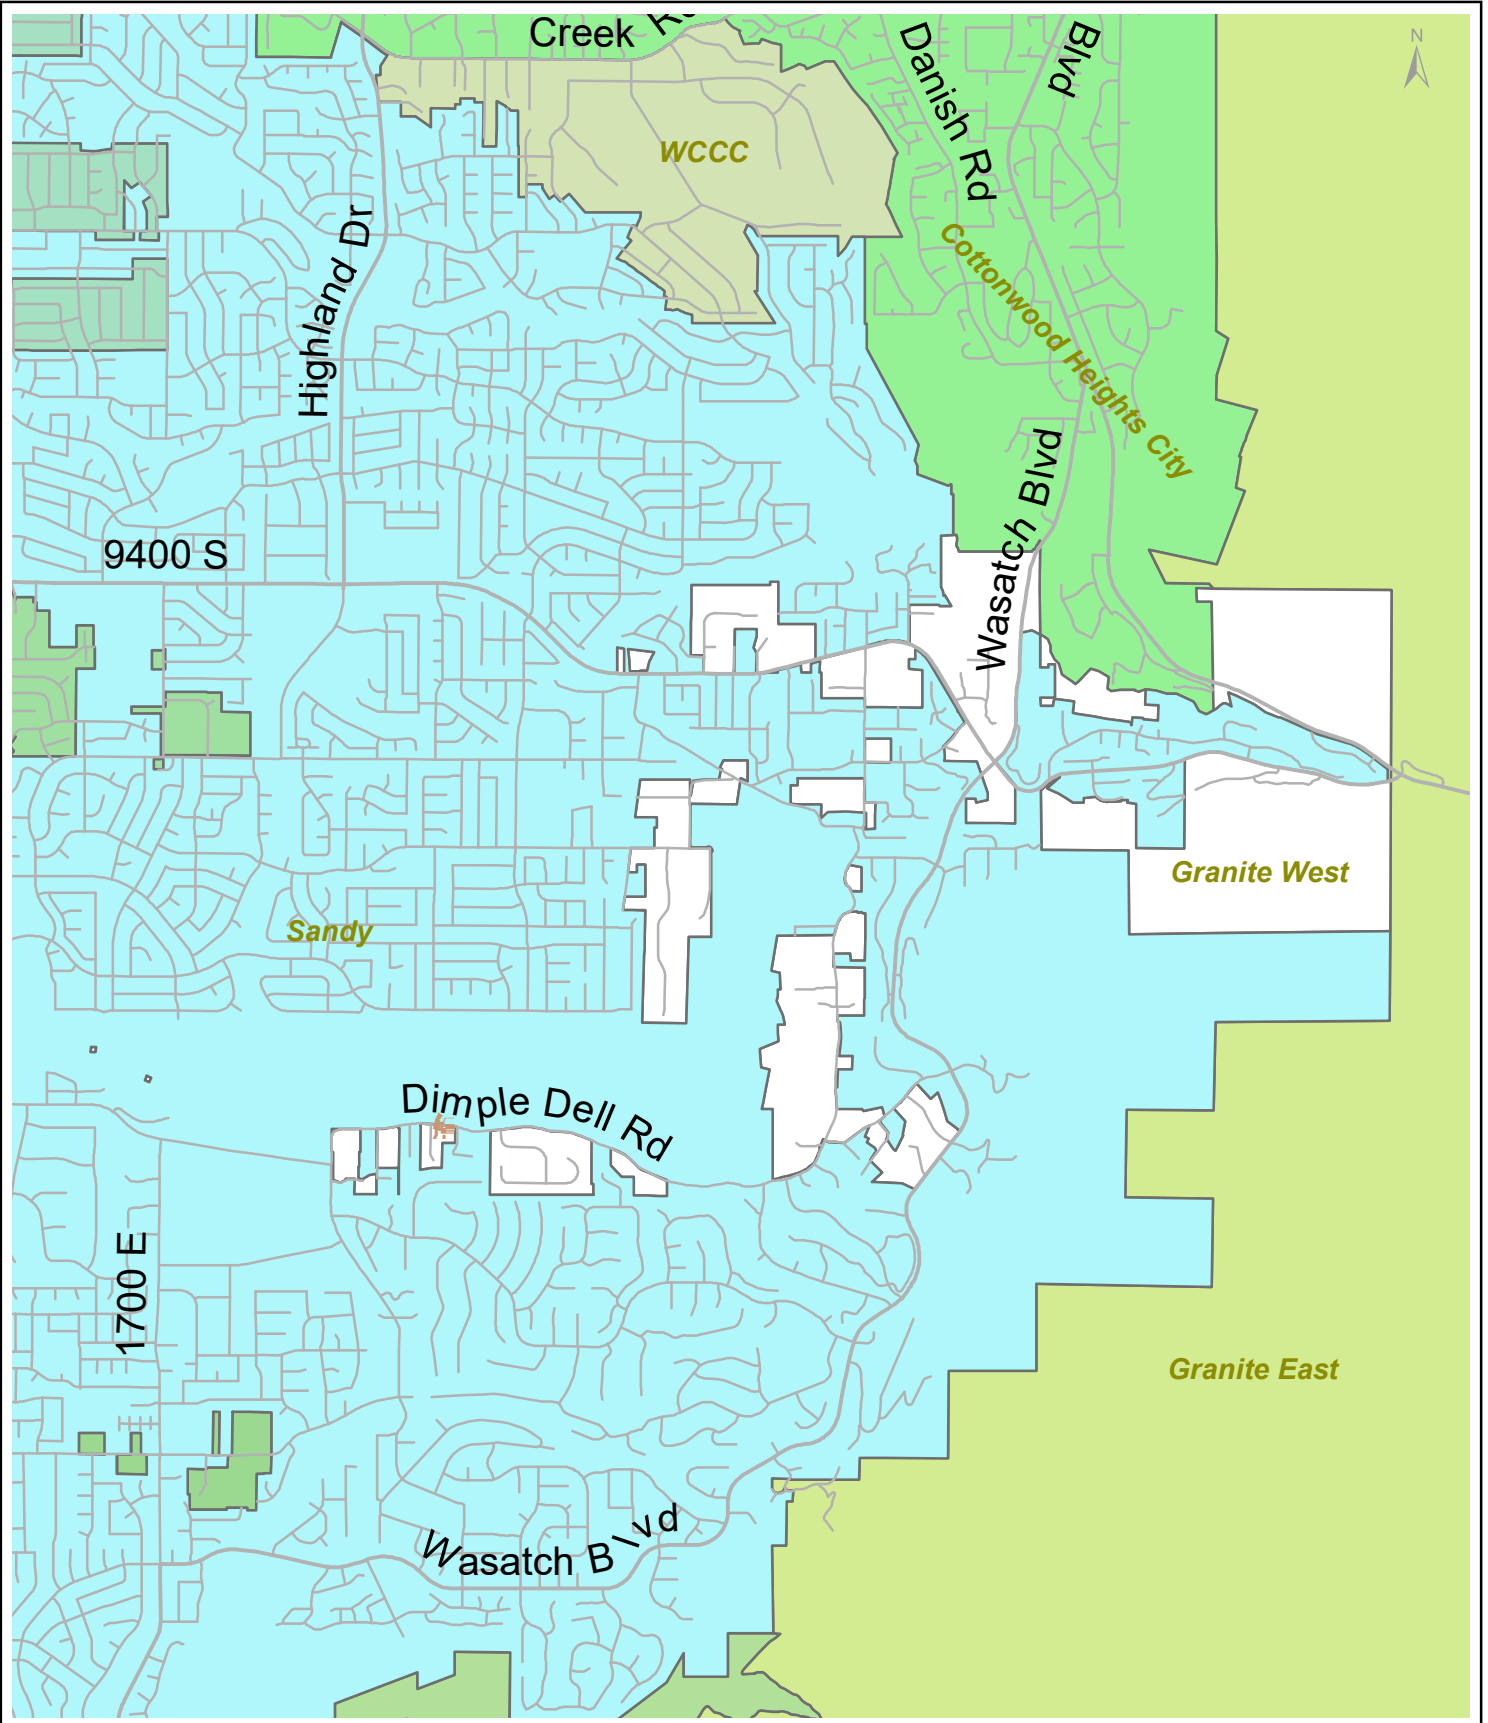 Creek
Danish Rd
Blvd
N
WCCC
Highland Dr
Cottonwood Heights City
Wasatch Blvd
9400 S
Granite West
Sandy
Dimple Dell Rd
1700 E
Granite East
Wasatch Blvd